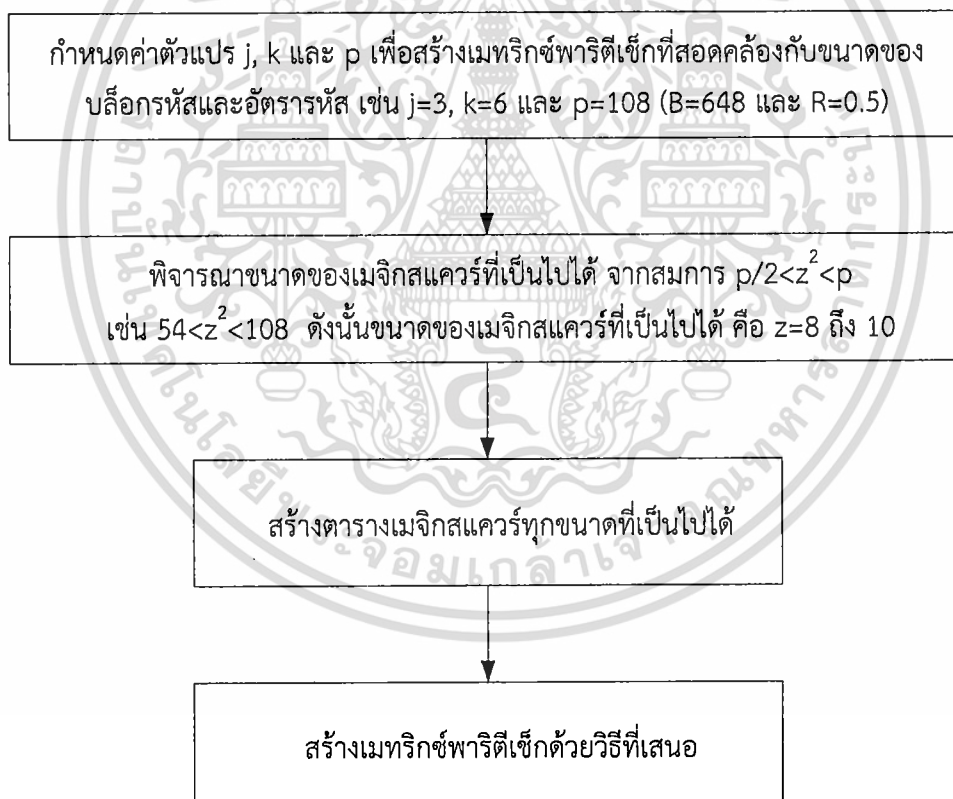 กำหนดค่าตัวแปร j, k และ p เพื่อสร้างเมทริกซ์พาริตีเช็กที่สอดคล้องกับขนาดของ
บล็อกรหัสและอัตรารหัส เช่น j=3, k=6 และ p=108 (B=648 และ R=0.5)
พิจารณาขนาดของเมจิกสแควร์ที่เป็นไปได้ จากสมการ p/2<z²<p
เช่น 54<z²<108 ดังนั้นขนาดของเมจิกสแควร์ที่เป็นไปได้ คือ z=8 ถึง 10
สร้างตารางเมจิกสแควร์ทุกขนาดที่เป็นไปได้
สร้างเมทริกซ์พาริตีเช็กด้วยวิธีที่เสนอ